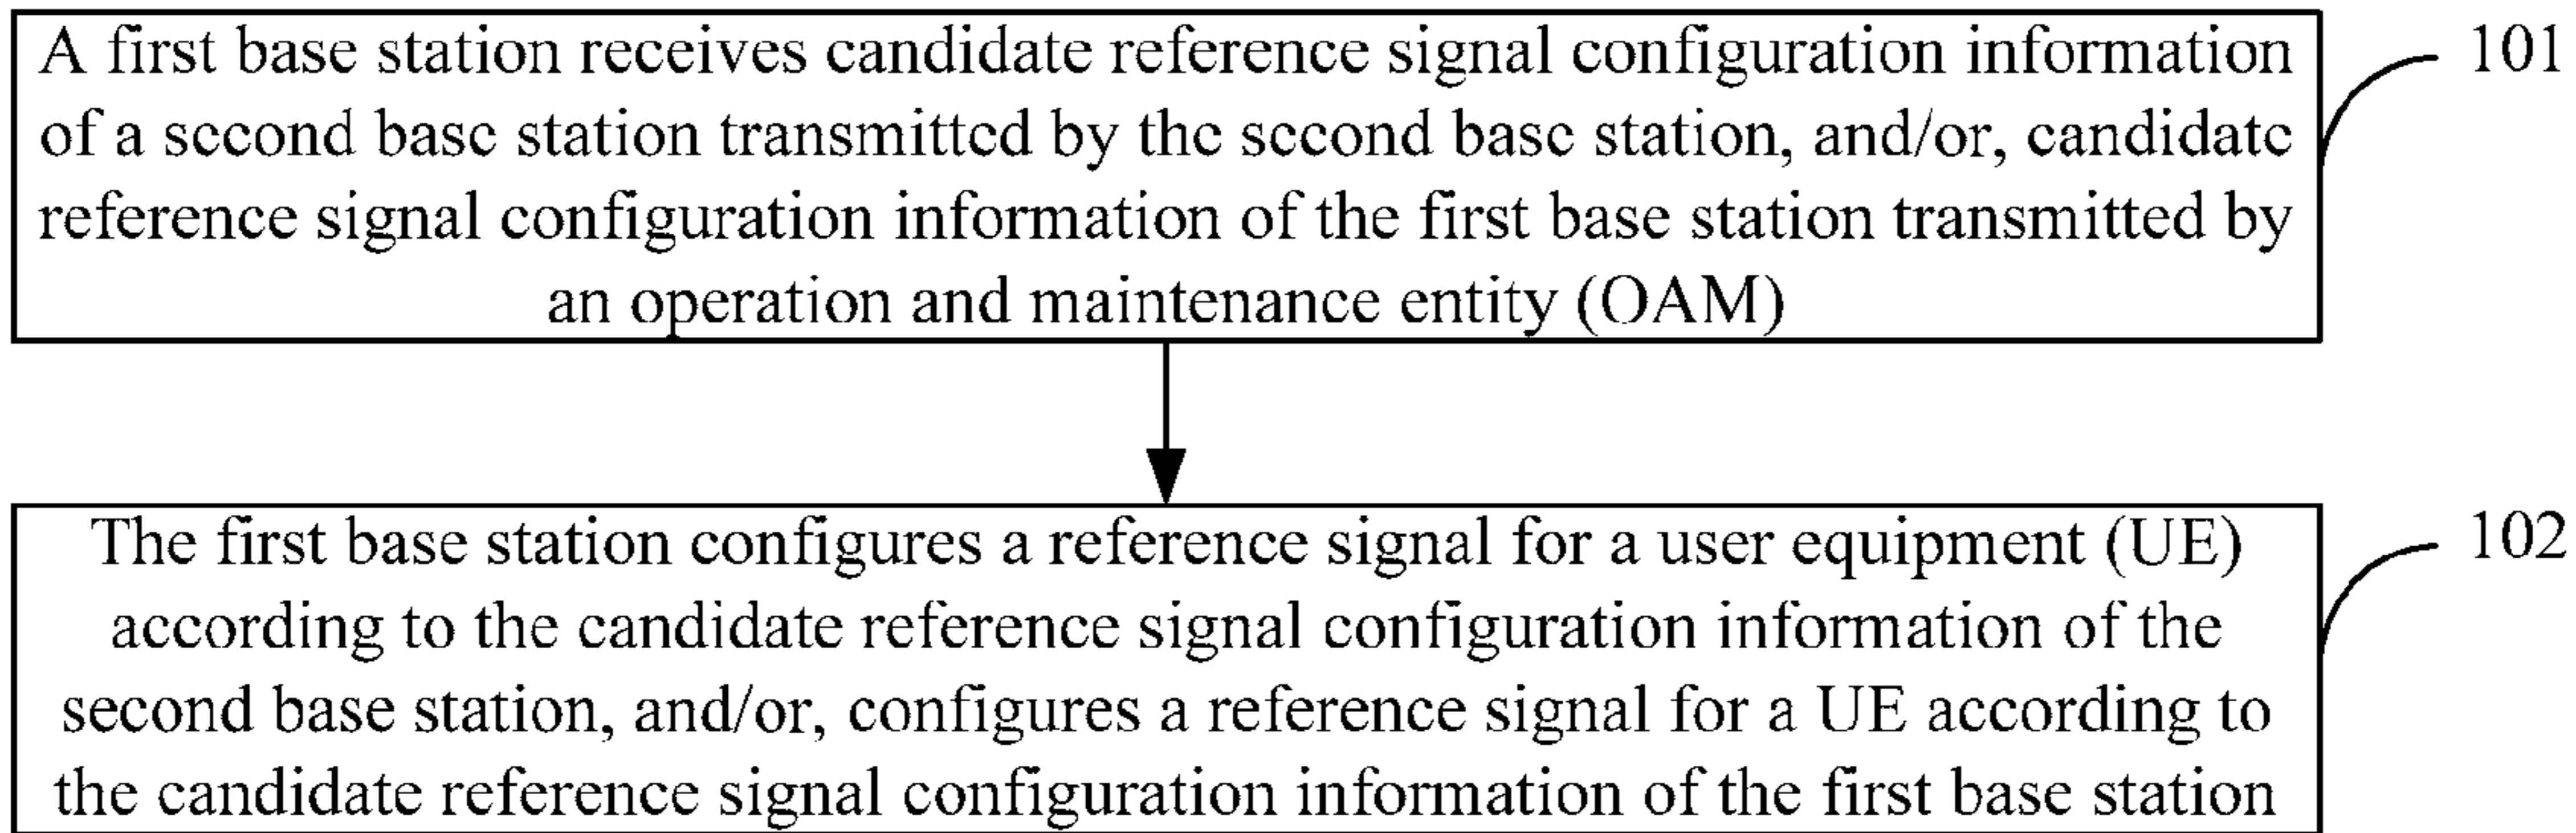 A first base station receives candidate reference signal configuration information
of a second base station transmitted by the second base station, and/or, candidate
reference signal configuration information of the first base station transmitted by
an operation and maintenance entity (OAM)
101
The first base station configures a reference signal for a user equipment (UE)
according to the candidate reference signal configuration information of the
second base station, and/or, configures a reference signal for a UE according to
the candidate reference signal configuration information of the first base station
102